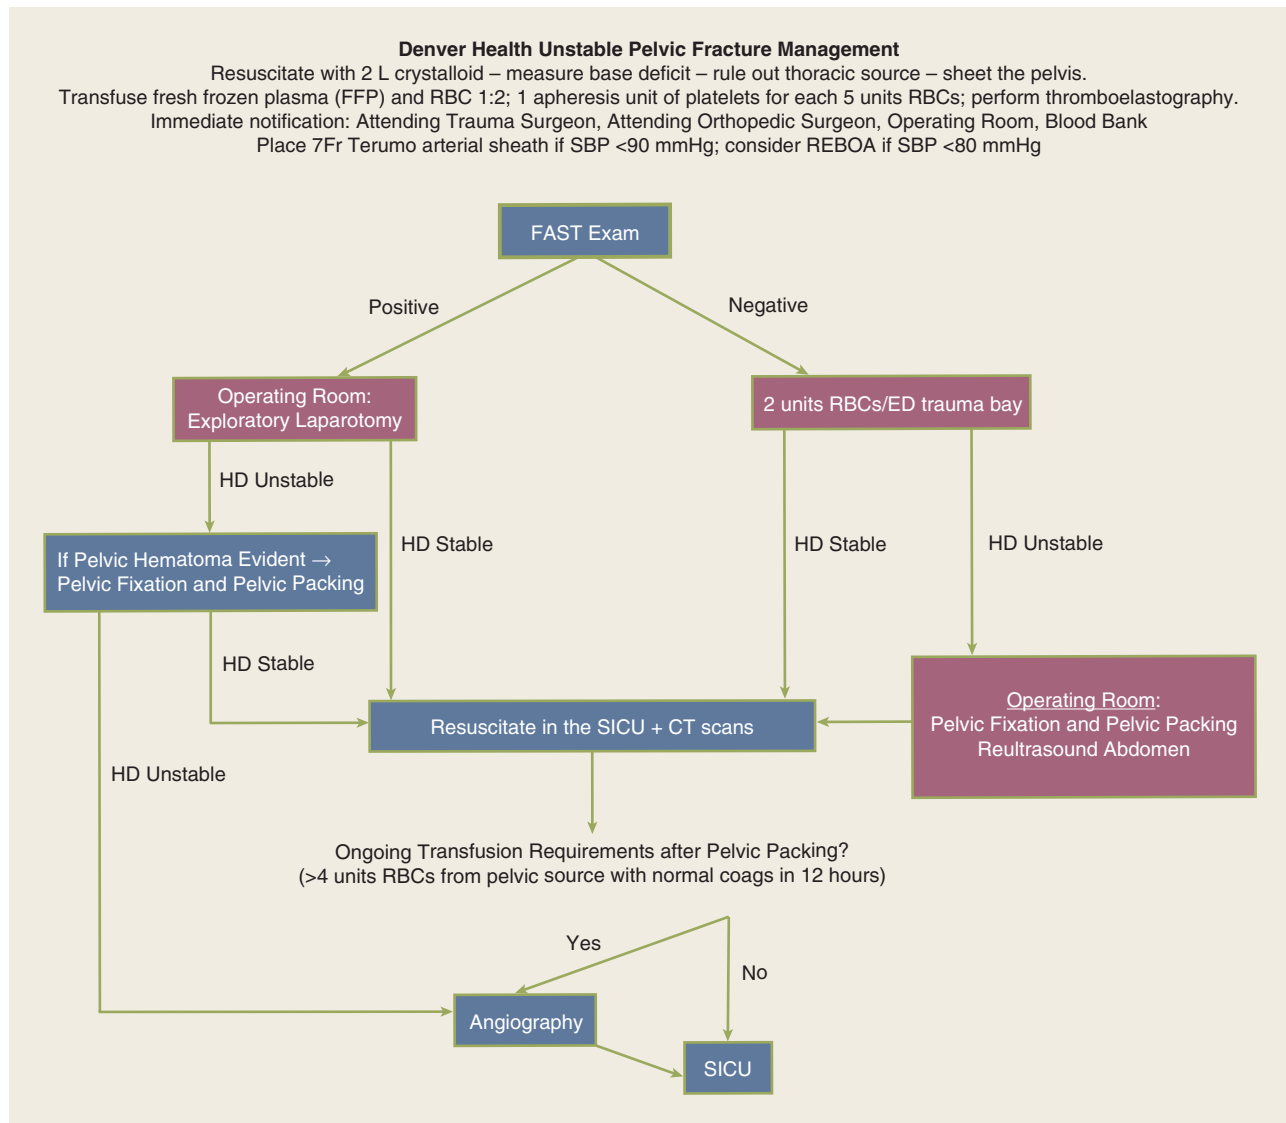 Denver Health Unstable Pelvic Fracture Management
Resuscitate with 2 L crystalloid – measure base deficit – rule out thoracic source – sheet the pelvis.
Transfuse fresh frozen plasma (FFP) and RBC 1:2; 1 apheresis unit of platelets for each 5 units RBCs; perform thromboelastography.
Immediate notification: Attending Trauma Surgeon, Attending Orthopedic Surgeon, Operating Room, Blood Bank
Place 7Fr Terumo arterial sheath if SBP <90 mmHg; consider REBOA if SBP <80 mmHg
FAST Exam
Positive
Negative
Operating Room:
Exploratory Laparotomy
2 units RBCs/ED trauma bay
HD Unstable
HD Stable
HD Stable
HD Unstable
If Pelvic Hematoma Evident →
Pelvic Fixation and Pelvic Packing
HD Stable
Operating Room:
Pelvic Fixation and Pelvic Packing
Reultrasound Abdomen
Resuscitate in the SICU + CT scans
HD Unstable
Ongoing Transfusion Requirements after Pelvic Packing?
(>4 units RBCs from pelvic source with normal coags in 12 hours)
Yes
No
Angiography
SICU